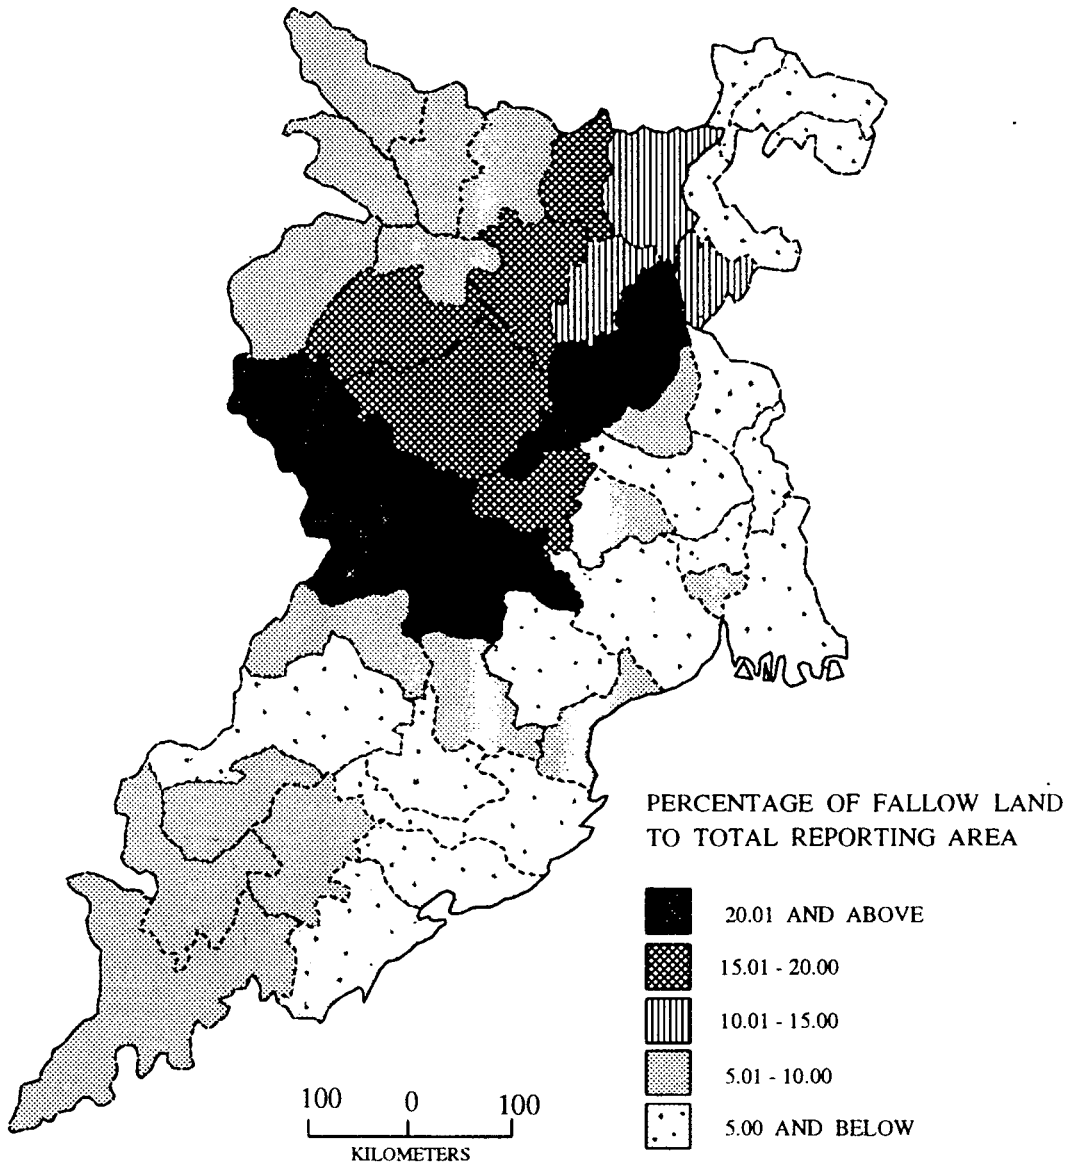 PERCENTAGE OF FALLOW LAND
TO TOTAL REPORTING AREA
20.01 AND ABOVE
15.01 - 20.00
10.01 - 15.00
5.01 - 10.00
5.00 AND BELOW
100 0 100
KILOMETERS